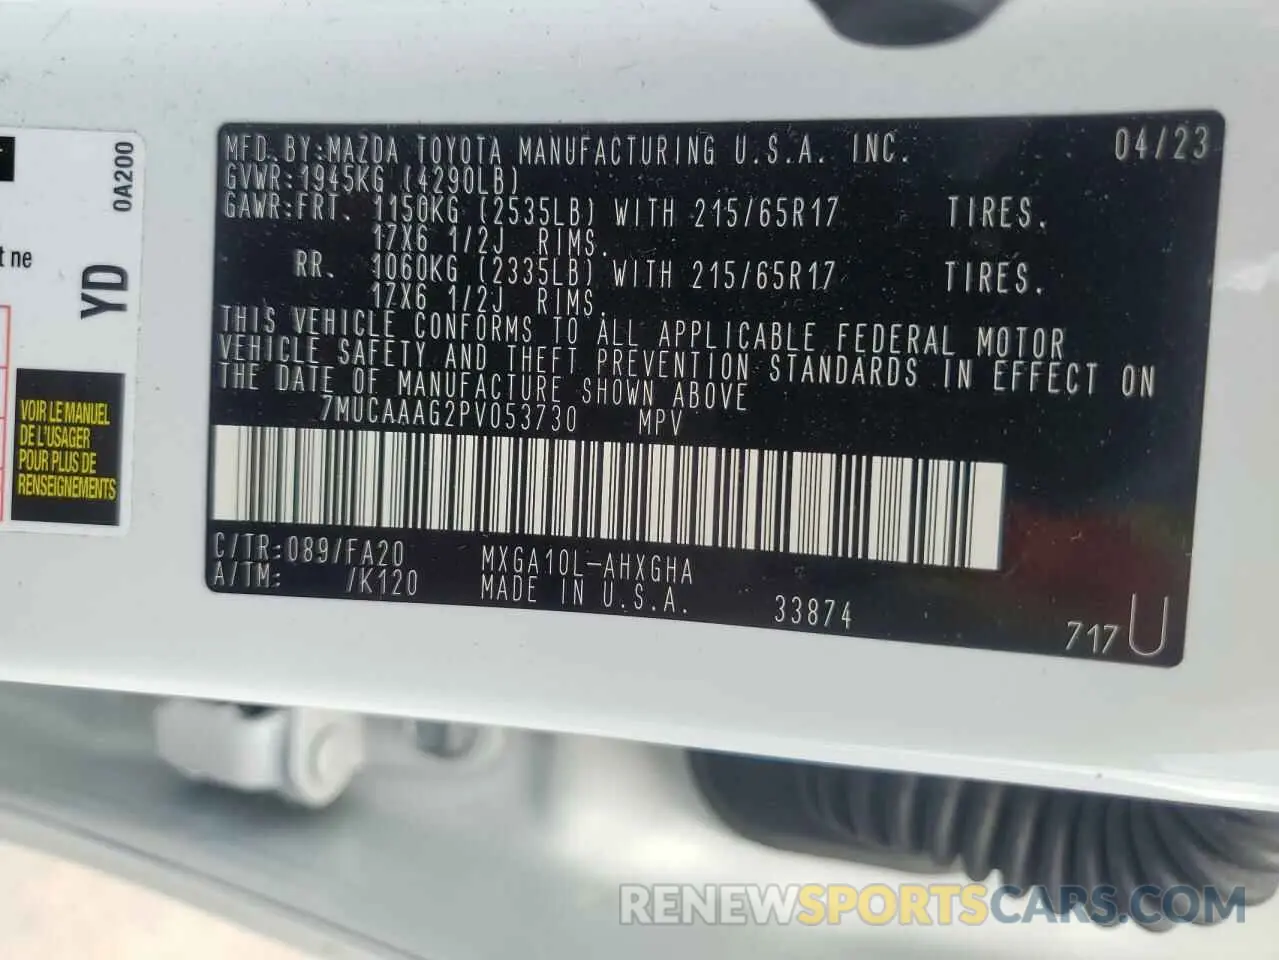 MFD.BY:MAZDA TOYOTA MANUFACTURING U.S.A. INC. 04/23
GVWR:1945KG (4290LB)
GAWR:FRT. 1150KG (2535LB) WITH 215/65R17 TIRES.
17X6 1/2J RIMS.
RR. 1060KG (2335LB) WITH 215/65R17 TIRES.
17X6 1/2J RIMS.
THIS VEHICLE CONFORMS TO ALL APPLICABLE FEDERAL MOTOR
VEHICLE SAFETY AND THEFT PREVENTION STANDARDS IN EFFECT ON
THE DATE OF MANUFACTURE SHOWN ABOVE
7MUCAAAG2PV053730 MPV
C/TR:089/FA20 MXGA10L-AHXGHA
A/TM: /K120 MADE IN U.S.A. 33874
717 U
0A200
YD
t ne
VOIR LE MANUEL
DE L'USAGER
POUR PLUS DE
RENSEIGNEMENTS
RENEWSPORTSCARS.COM